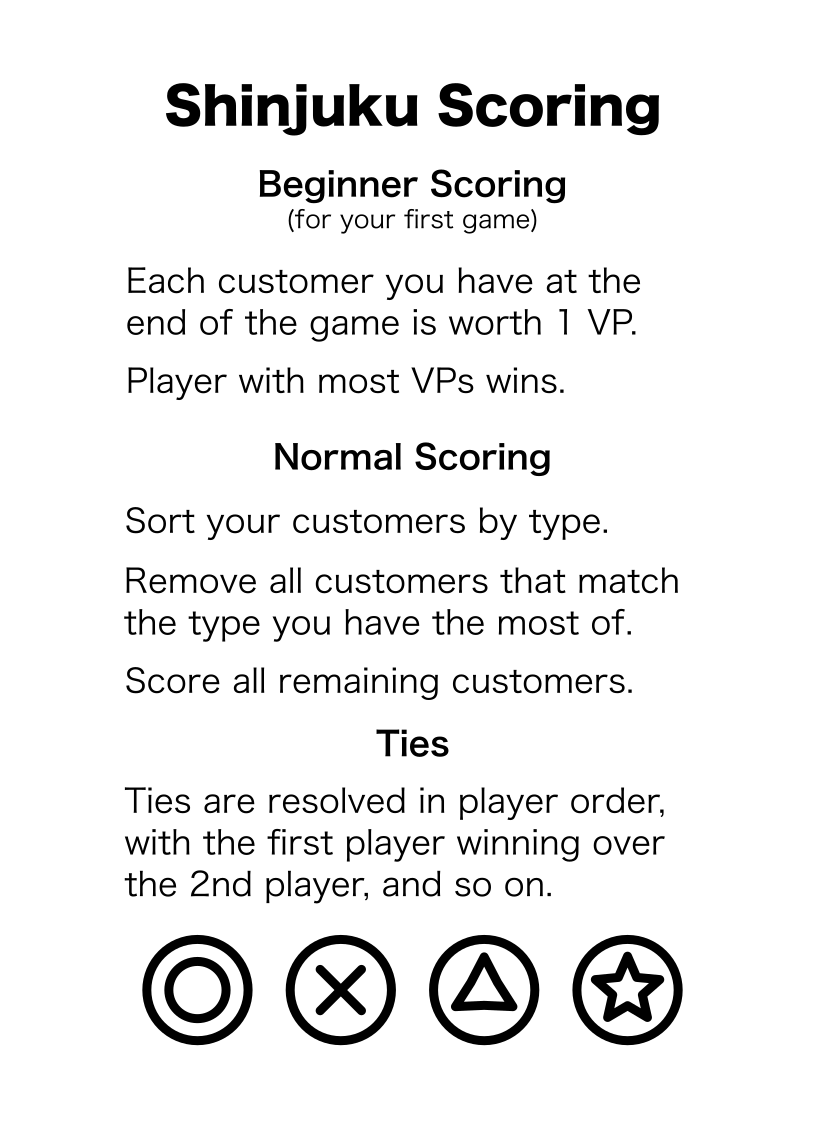 Shinjuku Scoring
Beginner Scoring
(for your first game)
Each customer you have at the
end of the game is worth 1 VP.
Player with most VPs wins.
Normal Scoring
Sort your customers by type.
Remove all customers that match
the type you have the most of.
Score all remaining customers.
Ties
Ties are resolved in player order,
with the first player winning over
the 2nd player, and so on.